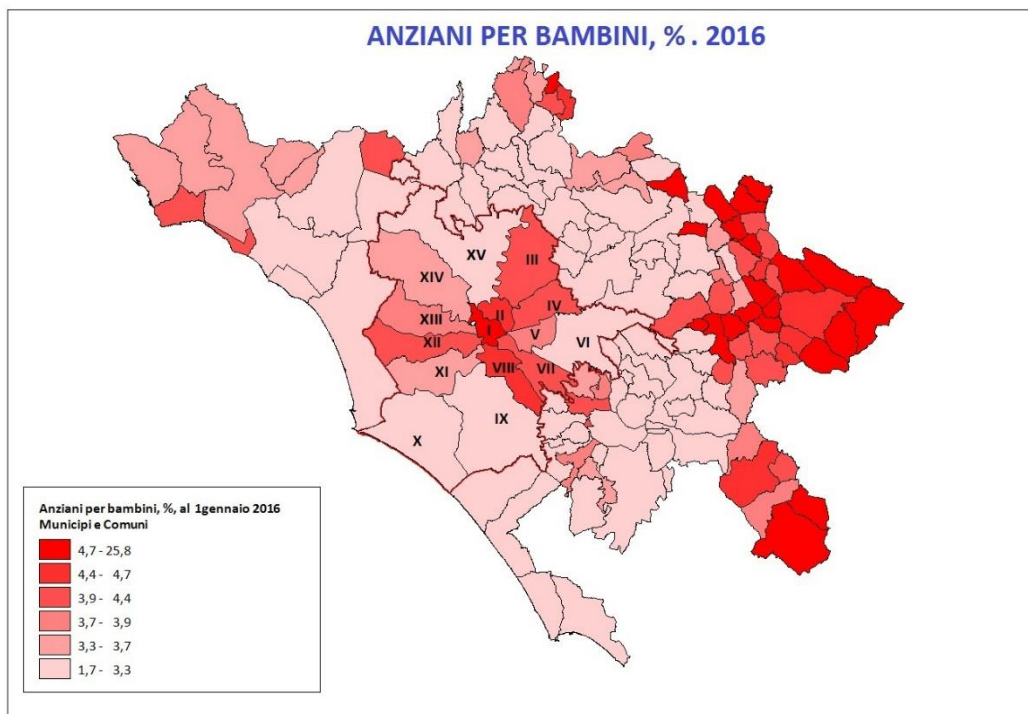 ANZIANI PER BAMBINI, % . 2016
XV
III
XIV
II
IV
XIII
I
V
XII
VI
XI
VIII
VII
IX
X
Anziani per bambini, %, al 1gennaio 2016
Municipi e Comuni
4,7 - 25,8
4,4 - 4,7
3,9 - 4,4
3,7 - 3,9
3,3 - 3,7
1,7 - 3,3